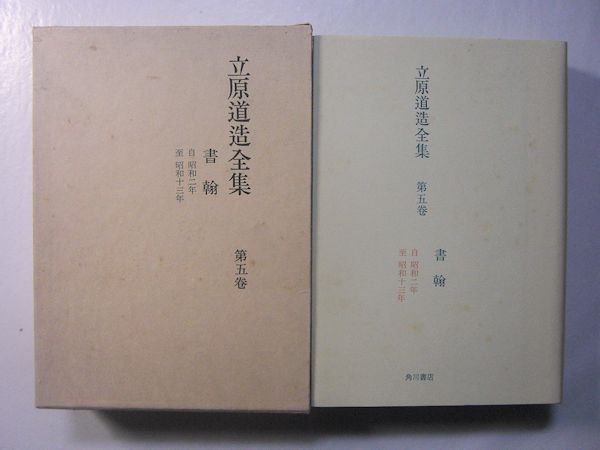 立原道造全集
第五巻
書翰
自 昭和二年
至 昭和十三年
立原道造全集
第五巻
書翰
自 昭和二年
至 昭和十三年
角川書店